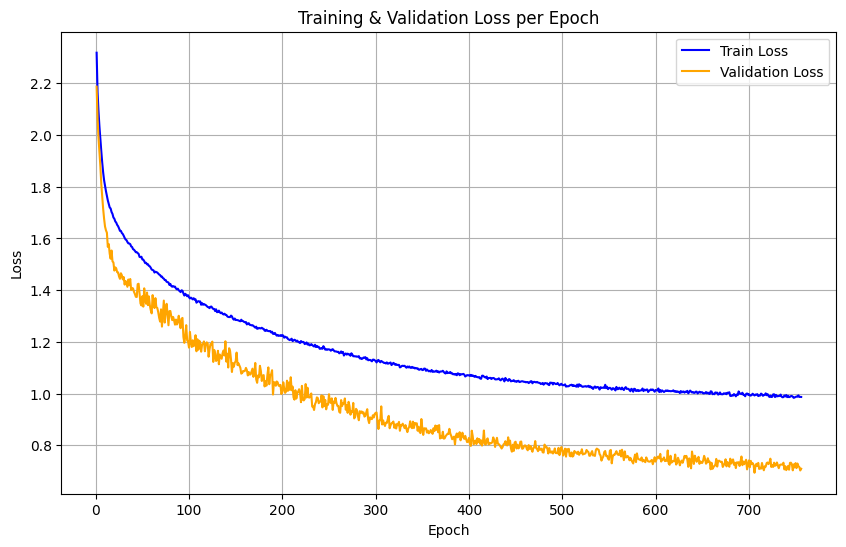 Training & Validation Loss per Epoch
Train Loss
Validation Loss
2.2
2.0
1.8
1.6
1.4
1.2
1.0
0.8
Loss
0 100 200 300 400 500 600 700
Epoch